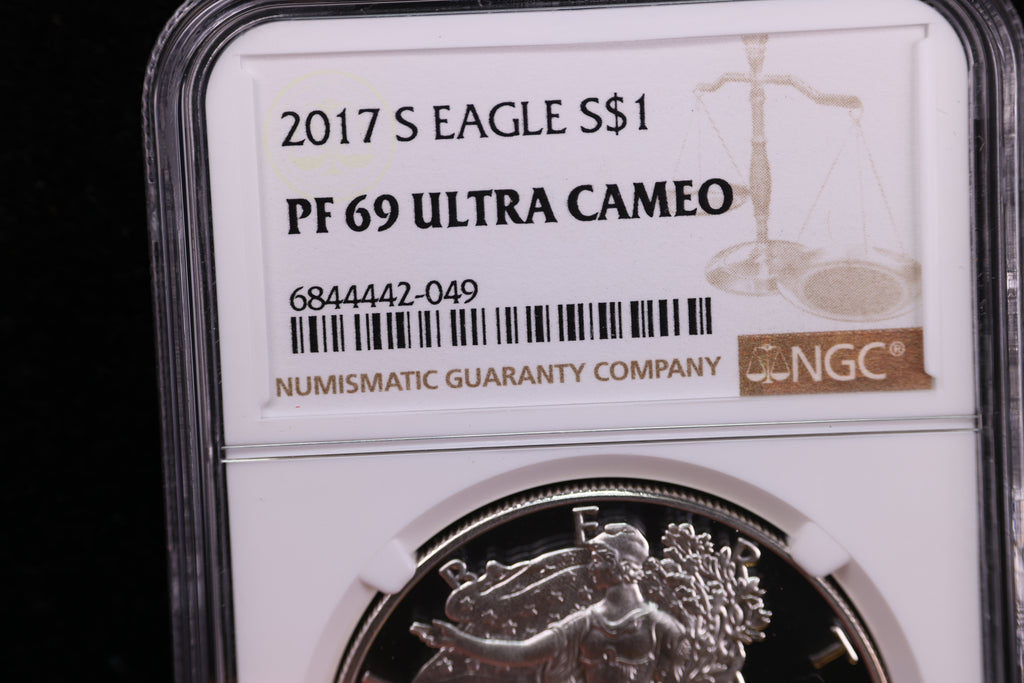 2017 S EAGLE S$1
PF 69 ULTRA CAMEO
6844442-049
NUMISMATIC GUARANTY COMPANY
NGC®